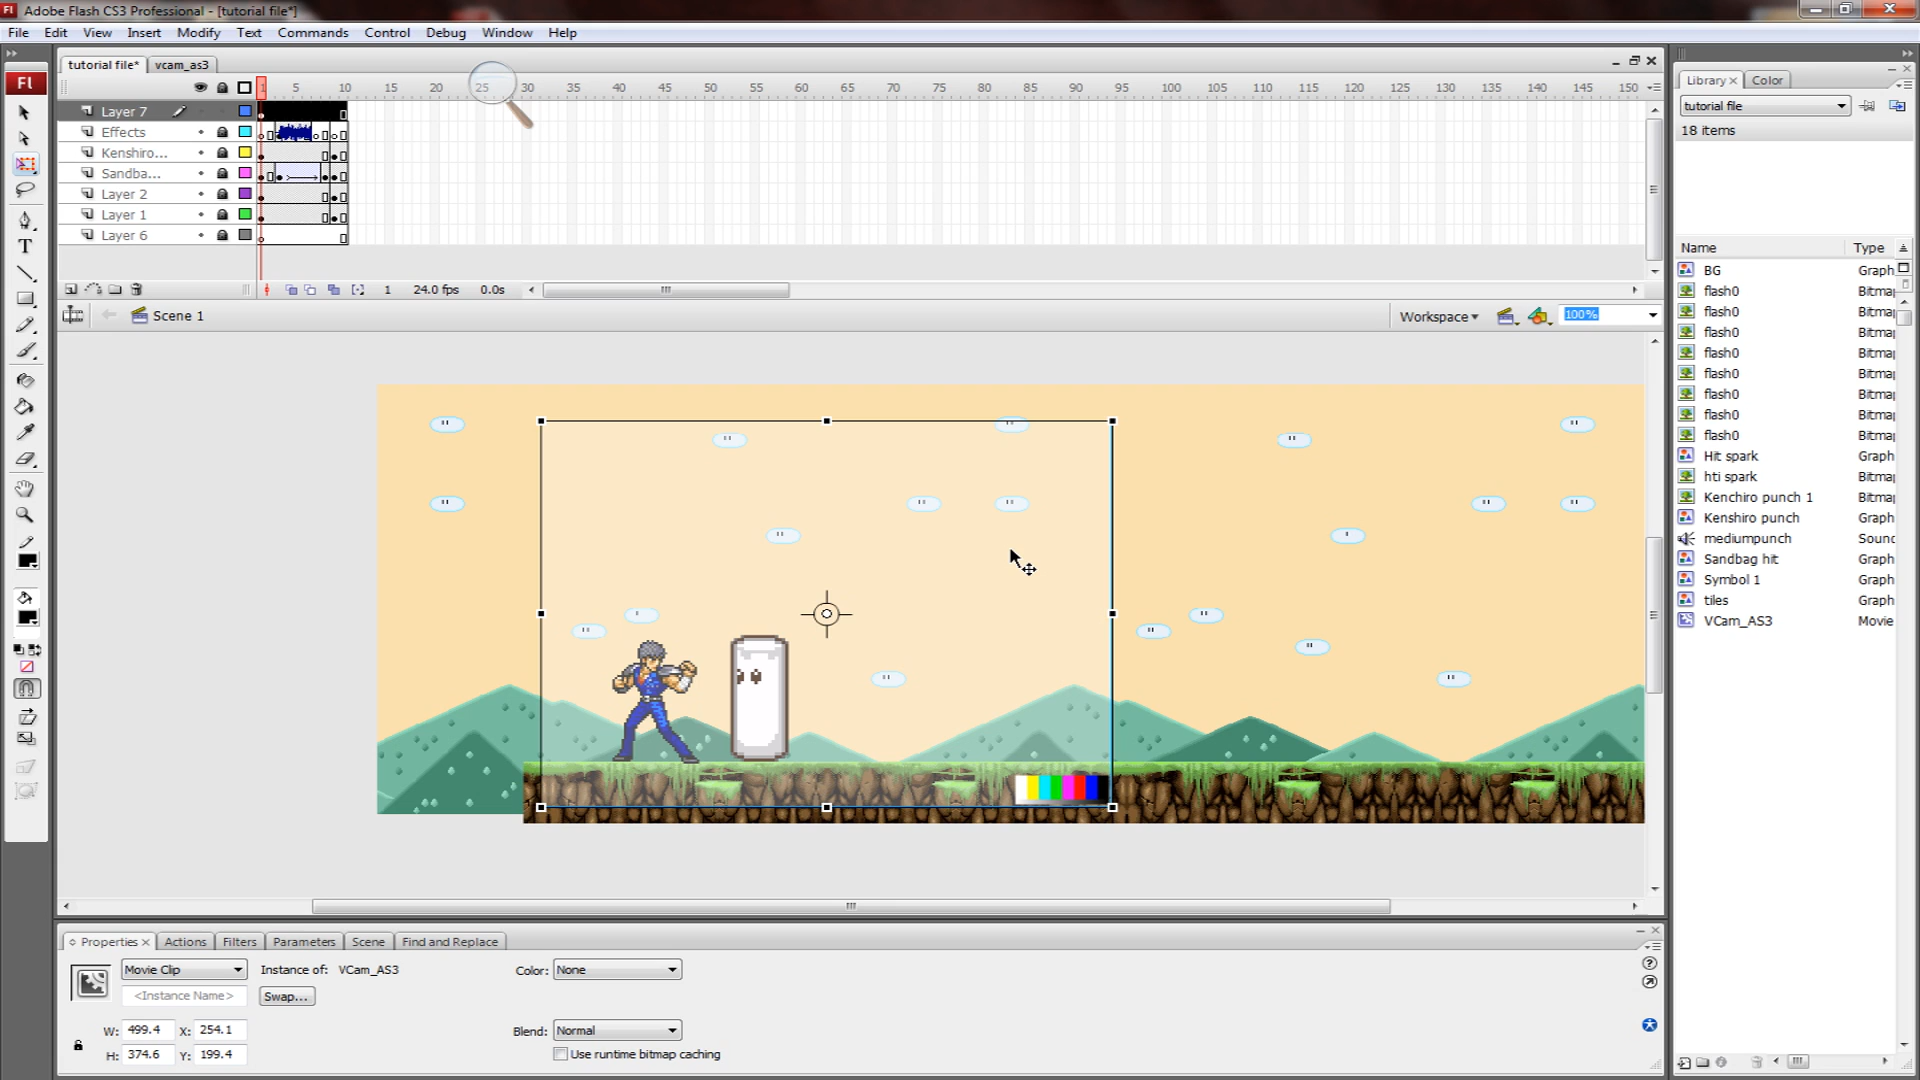 Fl Adobe Flash CS3 Professional - [tutorial file*]
File Edit View Insert Modify Text Commands Control Debug Window Help
tutorial file* vcam_as3
1 5 10 15 20 25 30 35 40 45 50 55 60 65 70 75 80 85 90 95 100 105 110 115 120 125 130 135 140 145 150
Fl
Layer 7
Effects
Kenshiro...
Sandba...
Layer 2
Layer 1
Layer 6
T
1 24.0 fps 0.0s
Scene 1
Workspace 100%
Library Color
tutorial file
18 items
Name Type
BG Graph
flash0 Bitma
flash0 Bitma
flash0 Bitma
flash0 Bitma
flash0 Bitma
flash0 Bitma
flash0 Bitma
flash0 Bitma
Hit spark Graph
hti spark Bitma
Kenchiro punch 1 Bitma
Kenshiro punch Graph
mediumpunch Sound
Sandbag hit Graph
Symbol 1 Graph
tiles Graph
VCam_AS3 Movie
Properties Actions Filters Parameters Scene Find and Replace
Movie Clip Instance of: VCam_AS3 Color: None
<Instance Name> Swap...
W: 499.4 X: 254.1 Blend: Normal
H: 374.6 Y: 199.4 Use runtime bitmap caching